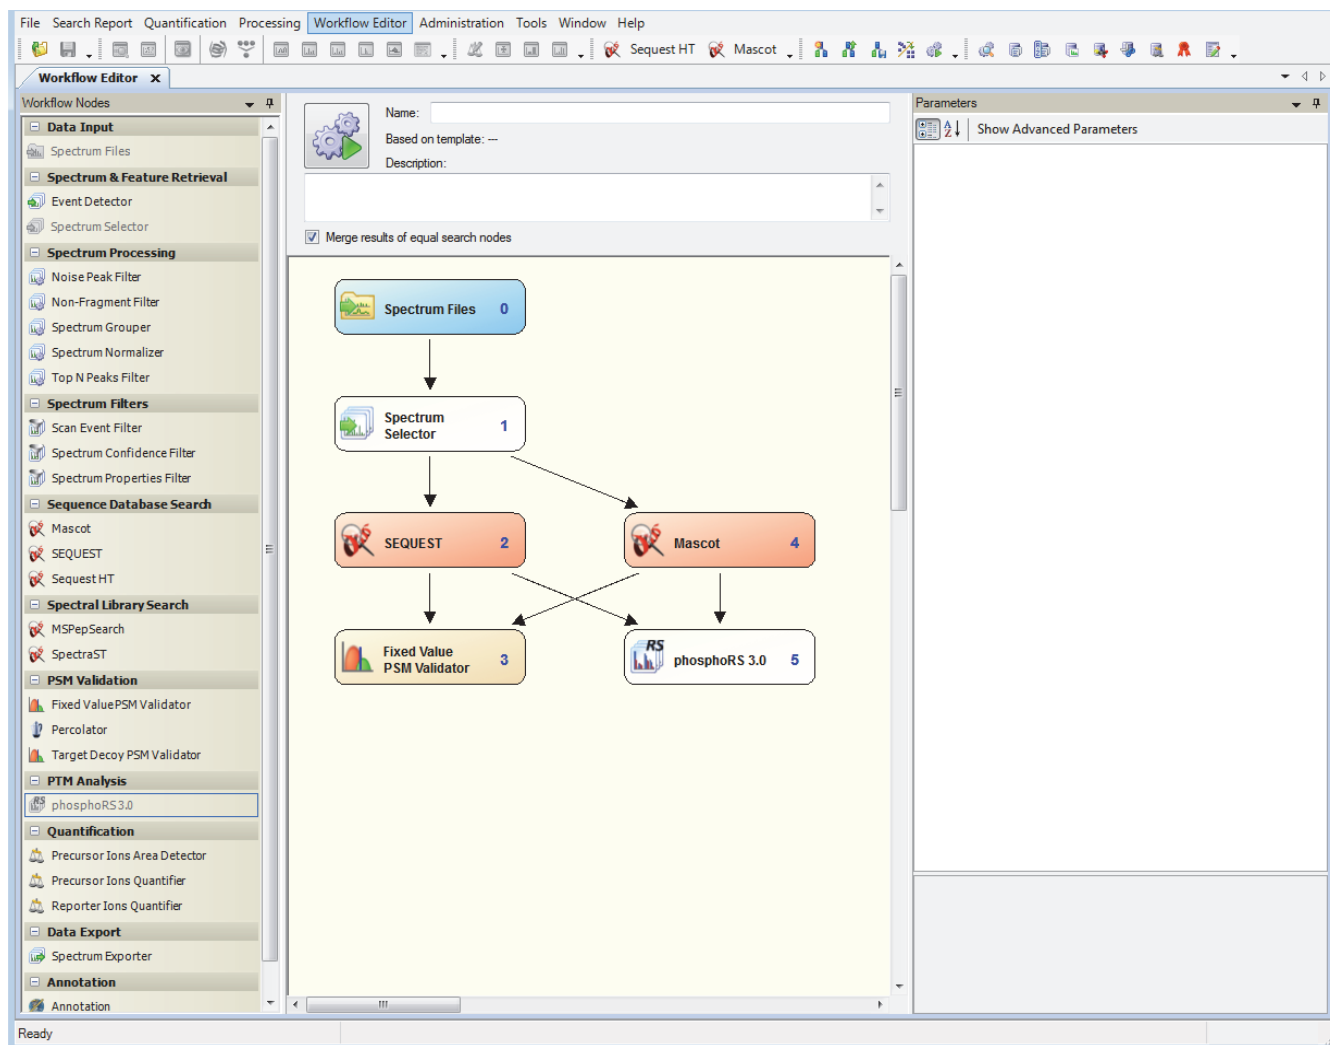 File Search Report Quantification Processing Workflow Editor Administration Tools Window Help
Sequest HT Mascot
Workflow Editor x
Workflow Nodes
Data Input
Spectrum Files
Spectrum & Feature Retrieval
Event Detector
Spectrum Selector
Spectrum Processing
Noise Peak Filter
Non-Fragment Filter
Spectrum Grouper
Spectrum Normalizer
Top N Peaks Filter
Spectrum Filters
Scan Event Filter
Spectrum Confidence Filter
Spectrum Properties Filter
Sequence Database Search
Mascot
SEQUEST
Sequest HT
Spectral Library Search
MSPepSearch
SpectraST
PSM Validation
Fixed Value PSM Validator
Percolator
Target Decoy PSM Validator
PTM Analysis
phosphoRS 3.0
Quantification
Precursor Ions Area Detector
Precursor Ions Quantifier
Reporter Ions Quantifier
Data Export
Spectrum Exporter
Annotation
Annotation
Name:
Based on template: ---
Description:
Merge results of equal search nodes
Spectrum Files 0
Spectrum
Selector 1
SEQUEST 2
Mascot 4
Fixed Value
PSM Validator 3
RS
phosphoRS 3.0 5
Parameters
Show Advanced Parameters
Ready